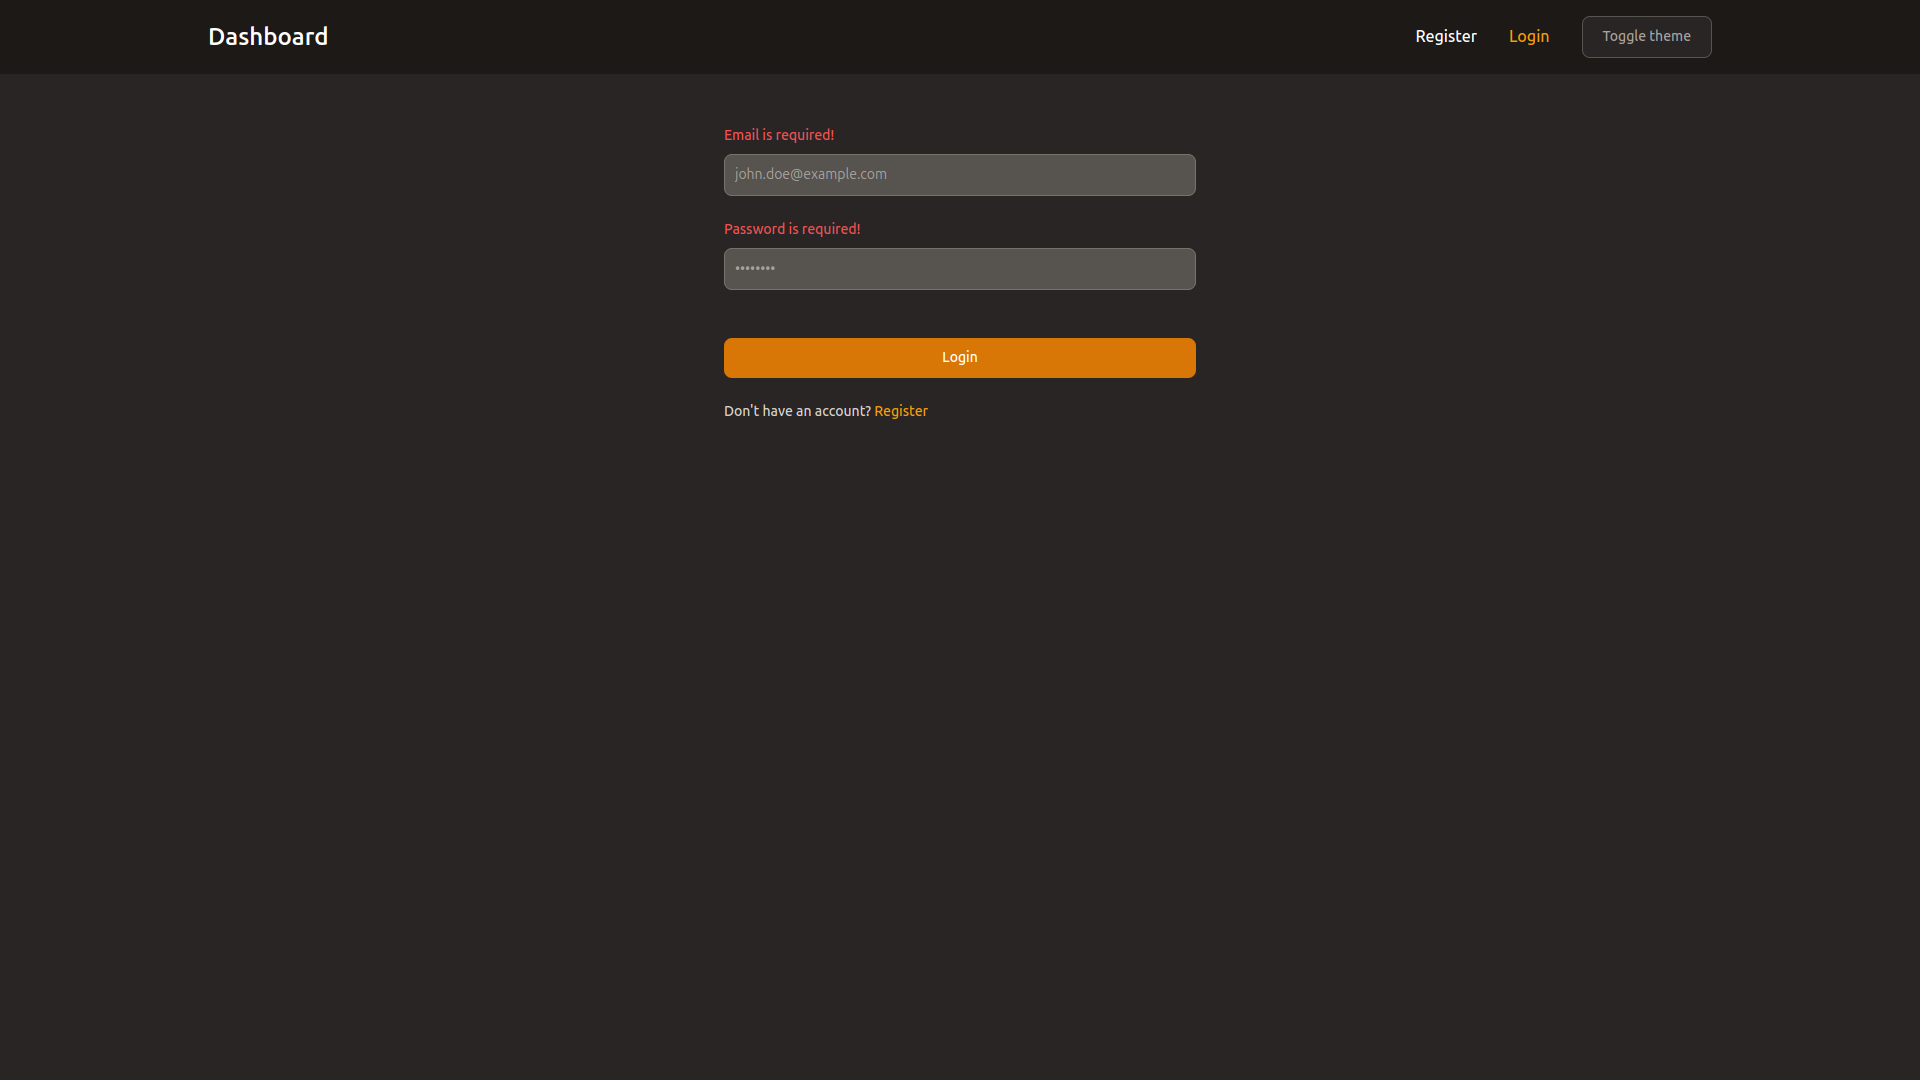 Dashboard
Register
Login
Toggle theme
Email is required!
john.doe@example.com
Password is required!
••••••••
Login
Don't have an account? Register